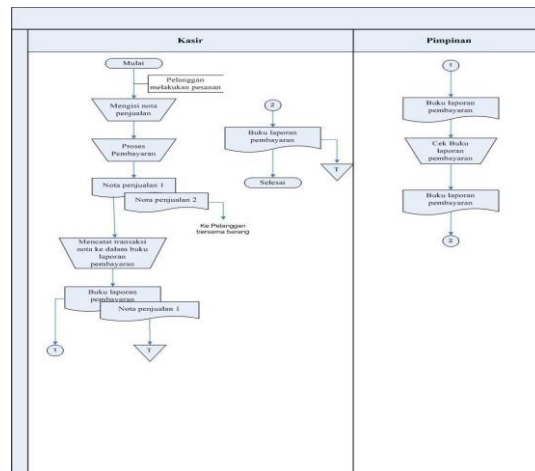 Kasir
Pimpinan
Mulai
Pelanggan
melakukan pesanan
Mengisi nota
penjualan
Proses
Pembayaran
Nota penjualan 1
Nota penjualan 2
Ke Pelanggan
bersama barang
Mencatat transaksi
nota ke dalam buku
laporan
pembayaran
Buku laporan
pembayaran
Nota penjualan 1
1
T
2
Buku laporan
pembayaran
T
Selesai
1
Buku laporan
pembayaran
Cek Buku
laporan
pembayaran
Buku laporan
pembayaran
2